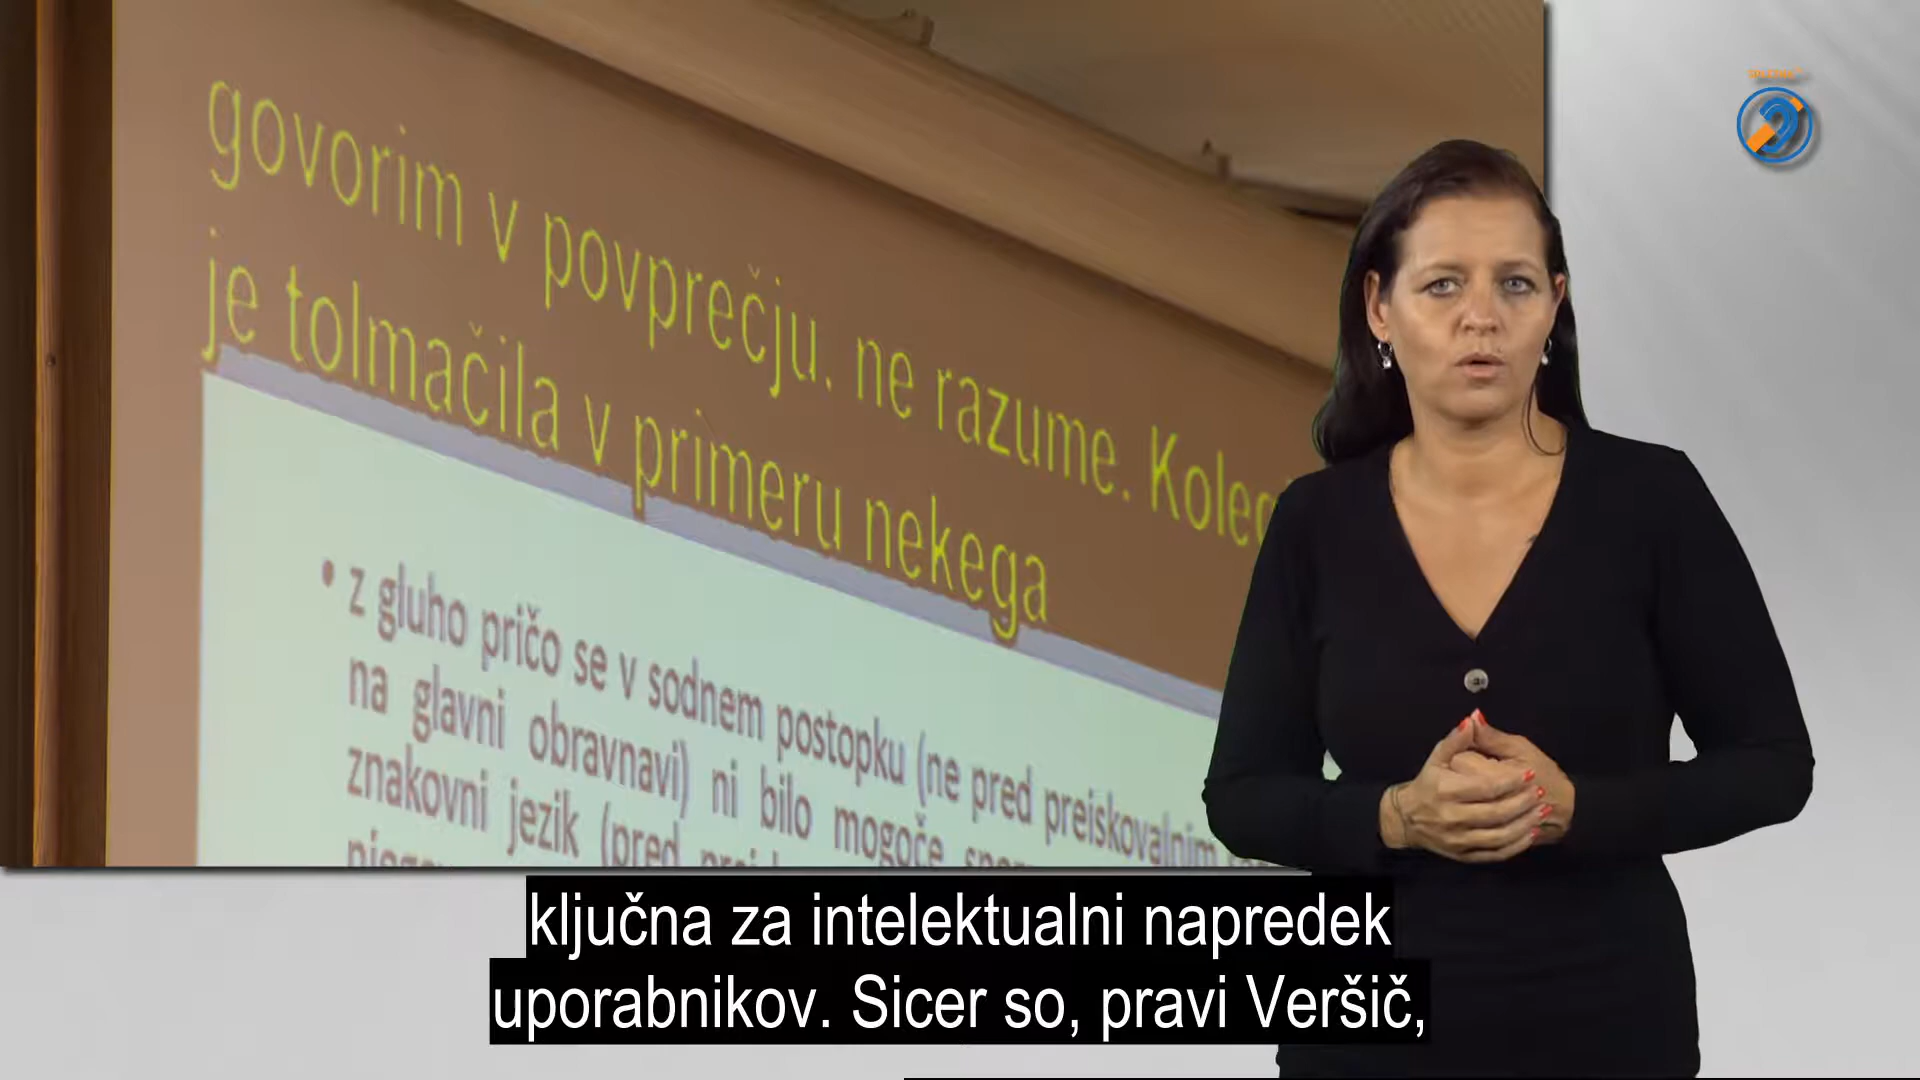 govorim v povprečju. ne razume. Koleg
je tolmačila v primeru nekega
• z gluho pričo se v sodnem postopku (ne pred preiskovalnim
na glavni obravnavi) ni bilo mogoče
znakovni jezik (pred
ključna za intelektualni napredek
uporabnikov. Sicer so, pravi Veršič,